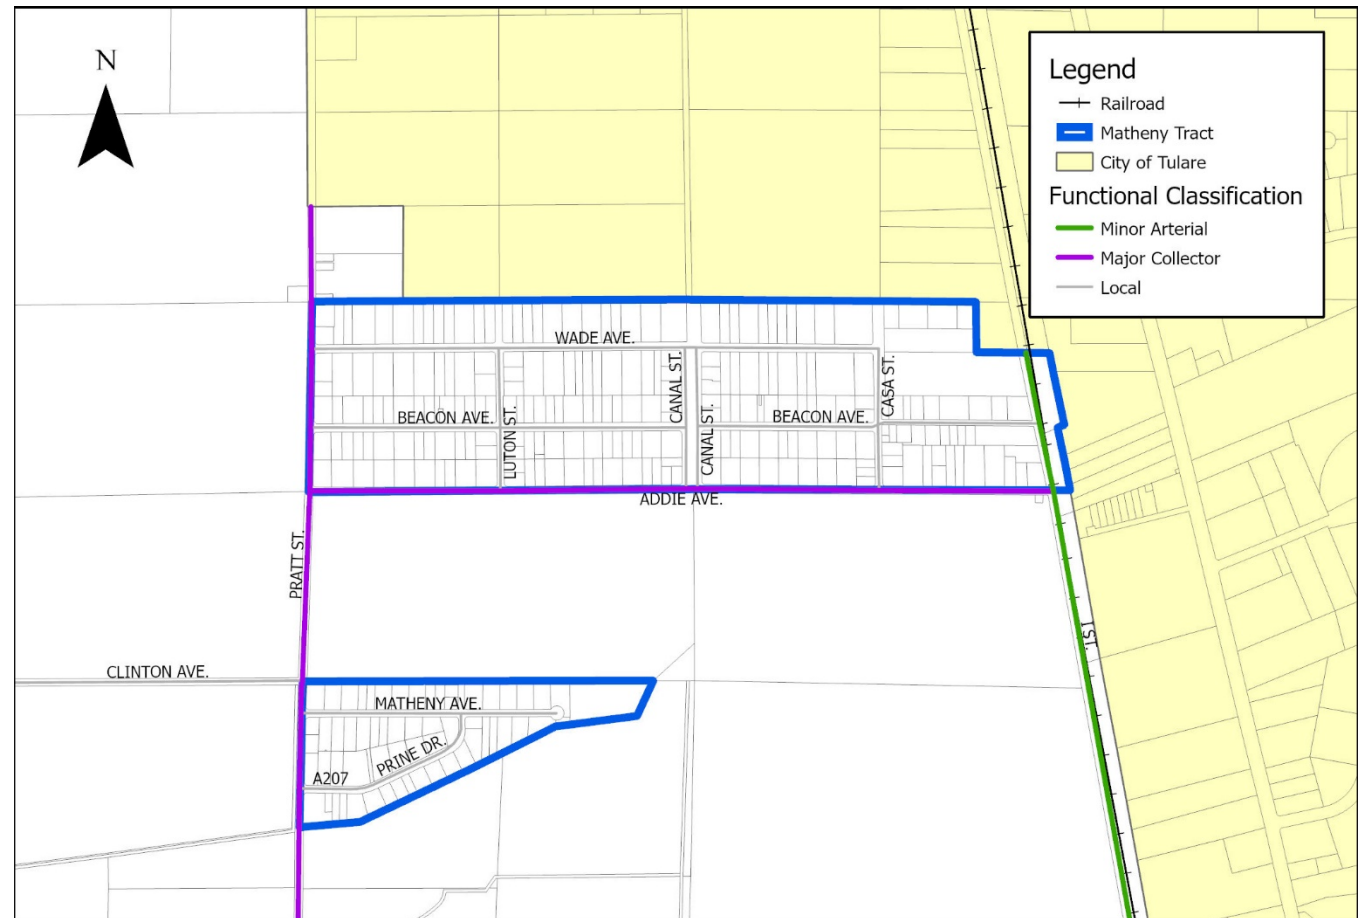 N
Legend
Railroad
Matheny Tract
City of Tulare
Functional Classification
Minor Arterial
Major Collector
Local
WADE AVE.
CANAL ST.
CASA ST.
BEACON AVE.
LUTON ST.
CANAL ST.
BEACON AVE.
ADDIE AVE.
PRATT ST.
I ST.
CLINTON AVE.
MATHENY AVE.
PRINE DR.
A207